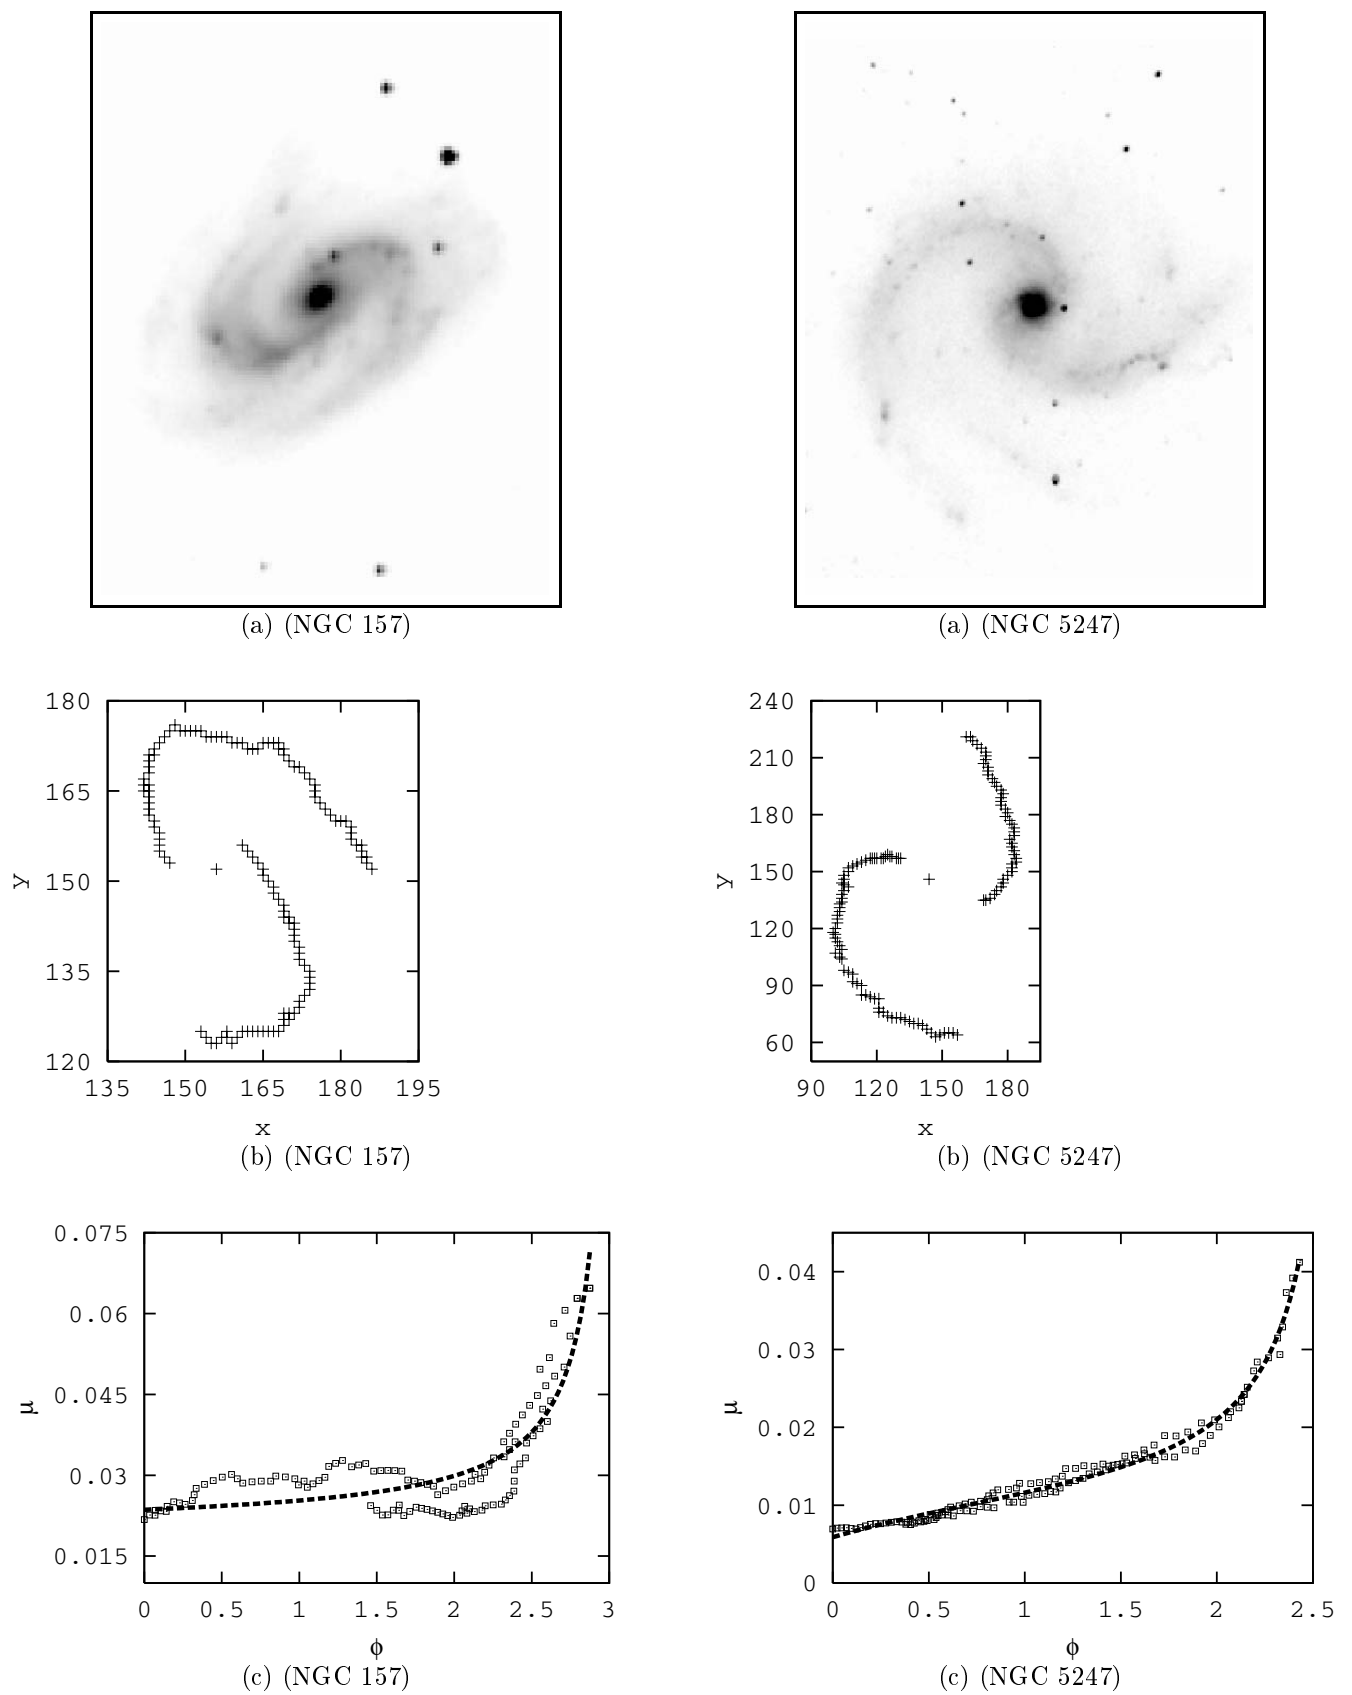 (a) (NGC 157)
(a) (NGC 5247)
180
165
150
135
120
y
135 150 165 180 195
x
(b) (NGC 157)
240
210
180
150
120
90
60
y
90 120 150 180
x
(b) (NGC 5247)
0.075
0.06
0.045
0.03
0.015
μ
0 0.5 1 1.5 2 2.5 3
ϕ
(c) (NGC 157)
0.04
0.03
0.02
0.01
0
μ
0 0.5 1 1.5 2 2.5
ϕ
(c) (NGC 5247)